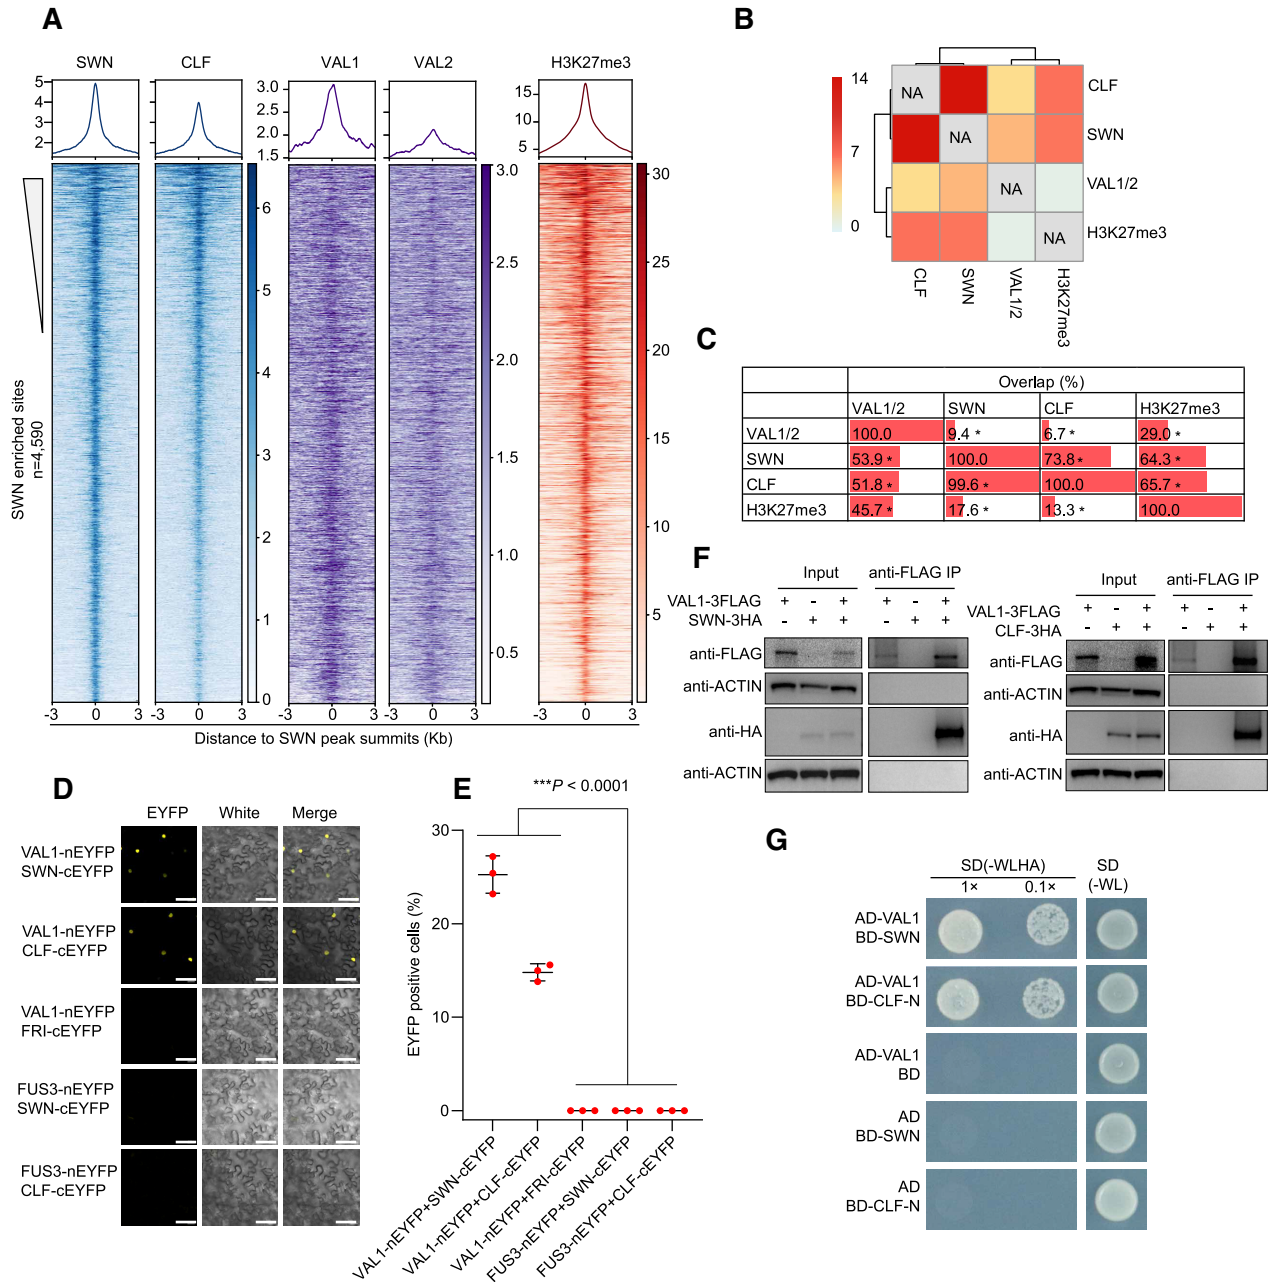 A
SWN CLF VAL1 VAL2 H3K27me3
5 4 3 2
3.0 2.5 2.0 1.5
15 10 5
SWN enriched sites
n=4,590
6 5 4 3 2 1 0
3.0 2.0 1.0 0.5
30 25 20 15 10 5
-3 0 3 -3 0 3 -3 0 3 -3 0 3 -3 0 3
Distance to SWN peak summits (Kb)
B
14
7
0
NA CLF
NA SWN
NA VAL1/2
NA H3K27me3
CLF SWN VAL1/2 H3K27me3
C
Overlap (%)
VAL1/2 SWN CLF H3K27me3
VAL1/2 100.0 9.4 * 6.7 * 29.0 *
SWN 53.9 * 100.0 73.8 * 64.3 *
CLF 51.8 * 99.6 * 100.0 65.7 *
H3K27me3 45.7 * 17.6 * 13.3 * 100.0
D
EYFP White Merge
VAL1-nEYFP
SWN-cEYFP
VAL1-nEYFP
CLF-cEYFP
VAL1-nEYFP
FRI-cEYFP
FUS3-nEYFP
SWN-cEYFP
FUS3-nEYFP
CLF-cEYFP
E
***P < 0.0001
EYFP positive cells (%)
30
20
10
0
VAL1-nEYFP+SWN-cEYFP
VAL1-nEYFP+CLF-cEYFP
VAL1-nEYFP+FRI-cEYFP
FUS3-nEYFP+SWN-cEYFP
FUS3-nEYFP+CLF-cEYFP
F
Input anti-FLAG IP
VAL1-3FLAG + - + + - +
SWN-3HA - + + - + +
anti-FLAG
anti-ACTIN
anti-HA
anti-ACTIN
Input anti-FLAG IP
VAL1-3FLAG + - + + - +
CLF-3HA - + + - + +
anti-FLAG
anti-ACTIN
anti-HA
anti-ACTIN
G
SD(-WLHA) SD
1× 0.1× (-WL)
AD-VAL1
BD-SWN
AD-VAL1
BD-CLF-N
AD-VAL1
BD
AD
BD-SWN
AD
BD-CLF-N